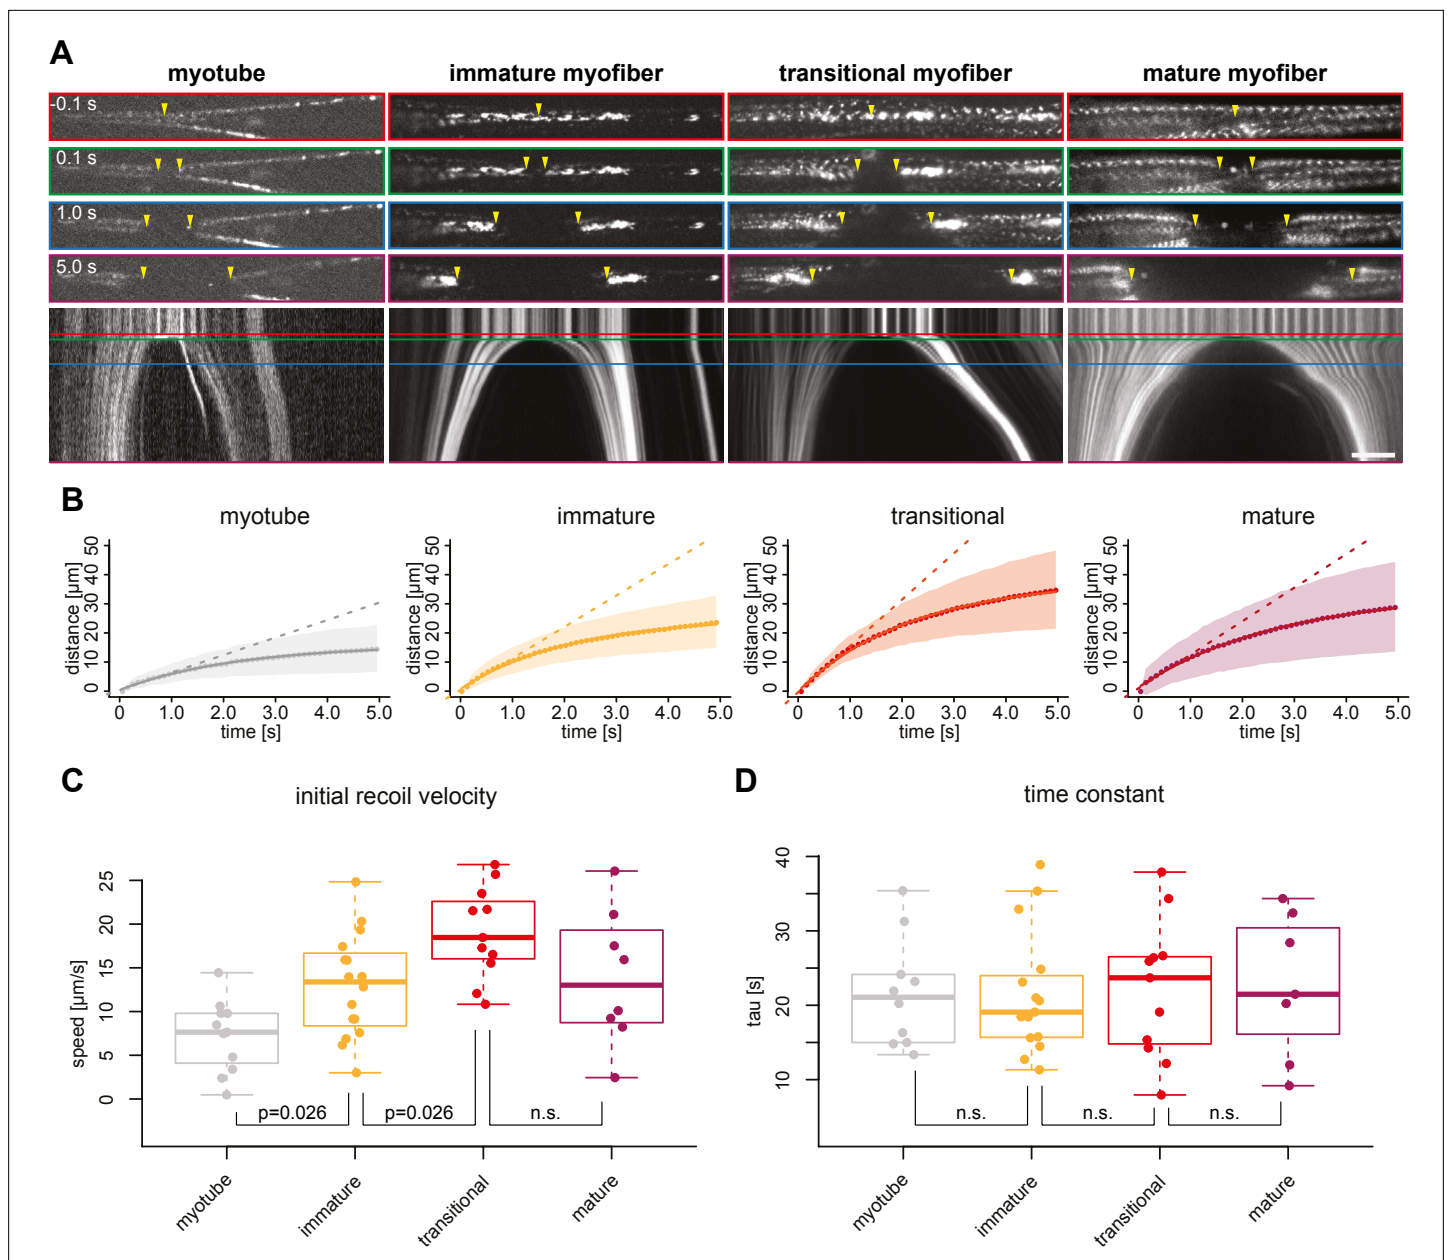 A
myotube
immature myofiber
transitional myofiber
mature myofiber
-0.1 s
0.1 s
1.0 s
5.0 s
B
myotube
immature
transitional
mature
distance [µm]
0 10 20 30 40 50
0 1.0 2.0 3.0 4.0 5.0
time [s]
distance [µm]
0 10 20 30 40 50
0 1.0 2.0 3.0 4.0 5.0
time [s]
distance [µm]
0 10 20 30 40 50
0 1.0 2.0 3.0 4.0 5.0
time [s]
distance [µm]
0 10 20 30 40 50
0 1.0 2.0 3.0 4.0 5.0
time [s]
C
initial recoil velocity
speed [µm/s]
0 5 10 15 20 25
p=0.026
p=0.026
n.s.
myotube
immature
transitional
mature
D
time constant
tau [s]
10 20 30 40
n.s.
n.s.
n.s.
myotube
immature
transitional
mature